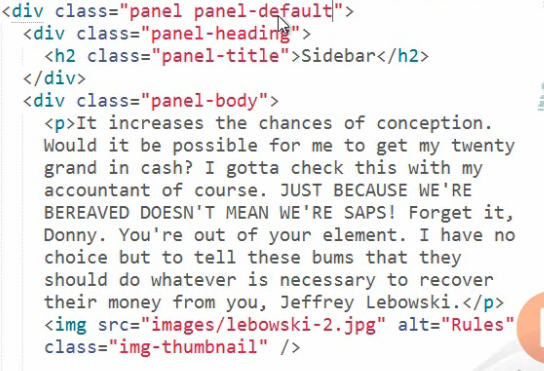 <div class="panel panel-default">
<div class="panel-heading">
<h2 class="panel-title">Sidebar</h2>
</div>
<div class="panel-body">
<p>It increases the chances of conception.
Would it be possible for me to get my twenty
grand in cash? I gotta check this with my
accountant of course. JUST BECAUSE WE'RE
BEREAVED DOESN'T MEAN WE'RE SAPS! Forget it,
Donny. You're out of your element. I have no
choice but to tell these bums that they
should do whatever is necessary to recover
their money from you, Jeffrey Lebowski.</p>
<img src="images/lebowski-2.jpg" alt="Rules"
class="img-thumbnail" />